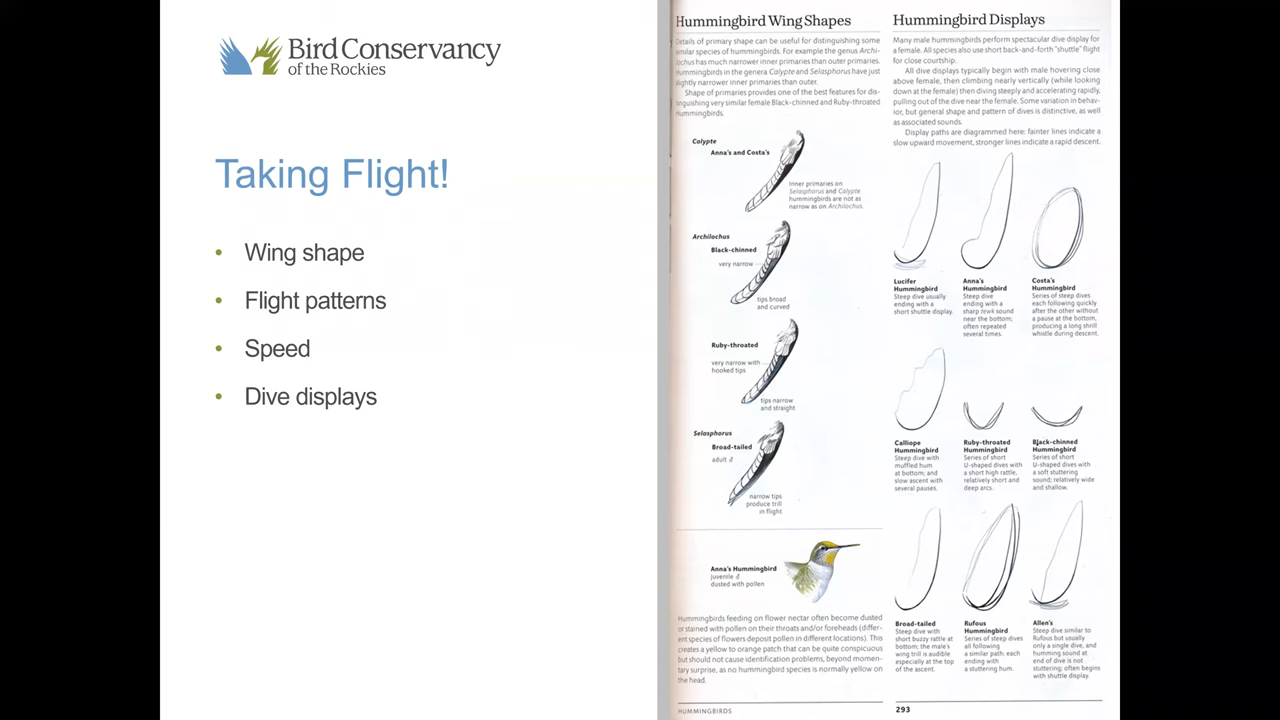 Bird Conservancy
of the Rockies
Taking Flight!
• Wing shape
• Flight patterns
• Speed
• Dive displays
Hummingbird Wing Shapes
Details of primary shape can be useful for distinguishing some
similar species of hummingbirds. For example the genus Archi-
lochus has much narrower inner primaries than outer primaries.
Hummingbirds in the genera Calypte and Selasphorus have just
slightly narrower inner primaries than outer.
Shape of primaries provides one of the best features for dis-
tinguishing very similar female Black-chinned and Ruby-throated
Hummingbirds.
Calypte
Anna's and Costa's
Inner primaries on
Selasphorus and Calypte
hummingbirds are not as
narrow as on Archilochus.
Archilochus
Black-chinned
very narrow
tips broad
and curved
Ruby-throated
very narrow with
hooked tips
tips narrow
and straight
Selasphorus
Broad-tailed
adult ♂
narrow tips
produce trill
in flight
Anna's Hummingbird
juvenile ♂
dusted with pollen
Hummingbirds feeding on flower nectar often become dusted
or stained with pollen on their throats and/or foreheads (differ-
ent species of flowers deposit pollen in different locations). This
creates a yellow to orange patch that can be quite conspicuous
but should not cause identification problems, beyond momen-
tary surprise, as no hummingbird species is normally yellow on
the head.
HUMMINGBIRDS
Hummingbird Displays
Many male hummingbirds perform spectacular dive display for
a female. All species also use short back-and-forth "shuttle" flight
for close courtship.
All dive displays typically begin with male hovering close
above female, then climbing nearly vertically (while looking
down at the female) then diving steeply and accelerating rapidly,
pulling out of the dive near the female. Some variation in behav-
ior, but general shape and pattern of dives is distinctive, as well
as associated sounds.
Display paths are diagrammed here: fainter lines indicate a
slow upward movement, stronger lines indicate a rapid descent.
Lucifer
Hummingbird
Steep dive usually
ending with a
short shuttle display.
Anna's
Hummingbird
Steep dive
ending with a
sharp tewk sound
near the bottom;
often repeated
several times.
Costa's
Hummingbird
Series of steep dives
each following quickly
after the other without
a pause at the bottom,
producing a long shrill
whistle during descent.
Calliope
Hummingbird
Steep dive with
muffled hum
at bottom; and
slow ascent with
several pauses.
Ruby-throated
Hummingbird
Series of short
U-shaped dives with
a short high rattle,
relatively short and
deep arcs.
Black-chinned
Hummingbird
Series of short
U-shaped dives with
a soft stuttering
sound; relatively wide
and shallow.
Broad-tailed
Steep dive with
short buzzy rattle at
bottom; the male's
wing trill is audible
especially at the top
of the ascent.
Rufous
Hummingbird
Series of steep dives
all following
a similar path; each
ending with
a stuttering hum.
Allen's
Steep dive similar to
Rufous but usually
only a single dive, and
humming sound at
end of dive is not
stuttering; often begins
with shuttle display.
293